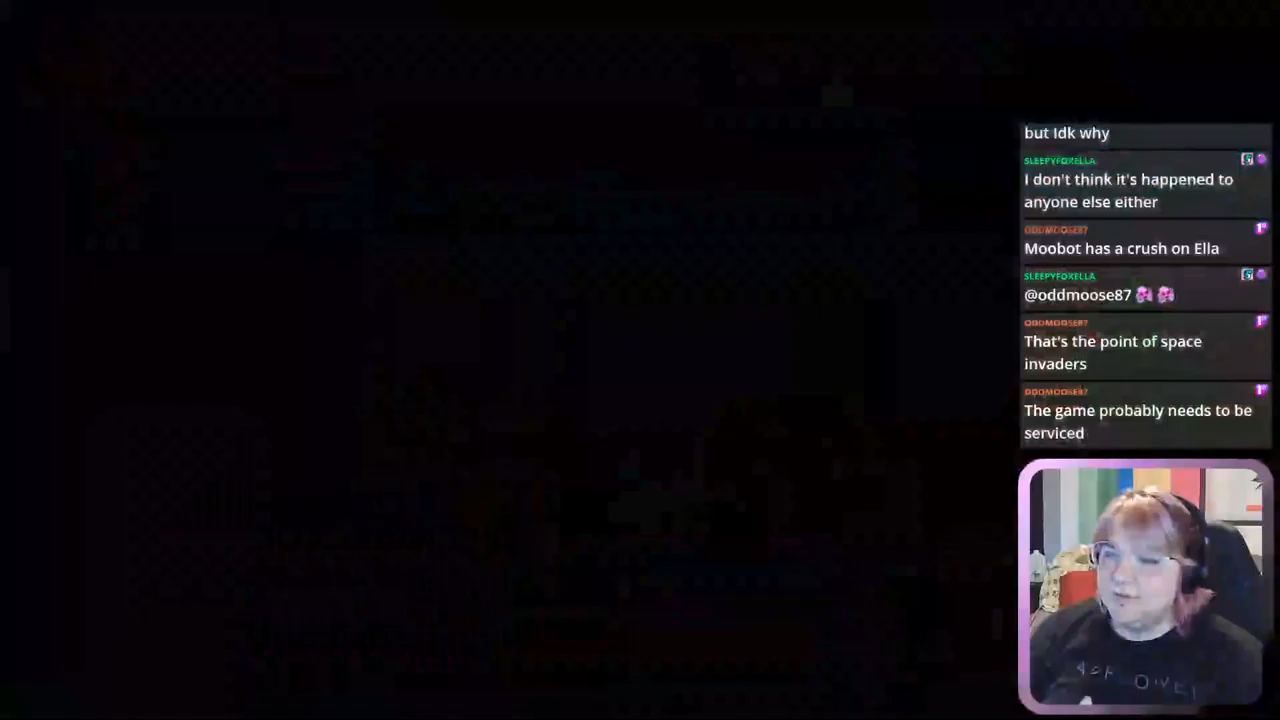 but Idk why
SLEEPYFOXELLA
I don't think it's happened to
anyone else either
ODDMOOSE87
Moobot has a crush on Ella
SLEEPYFOXELLA
@oddmoose87
ODDMOOSE87
That's the point of space
invaders
ODDMOOSE87
The game probably needs to be
serviced